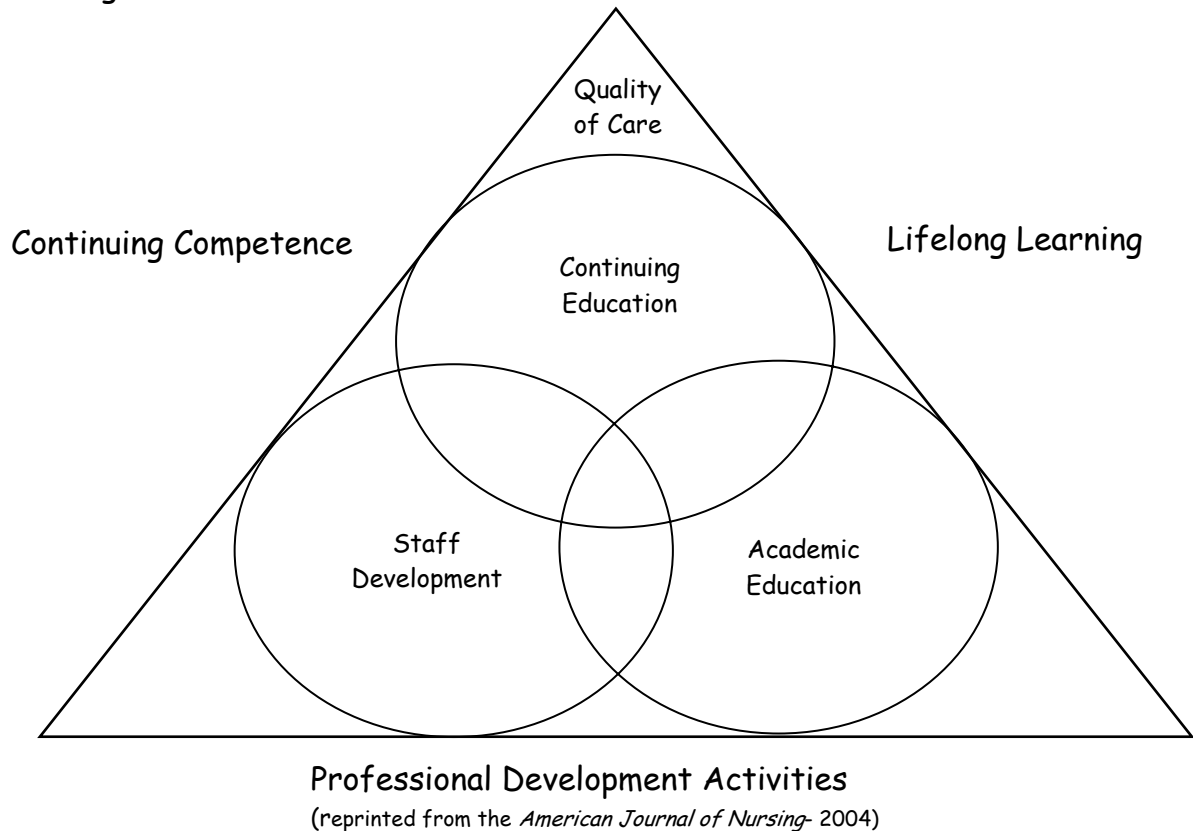 Quality
of Care
Continuing Competence
Lifelong Learning
Continuing
Education
Staff
Development
Academic
Education
Professional Development Activities
(reprinted from the American Journal of Nursing- 2004)